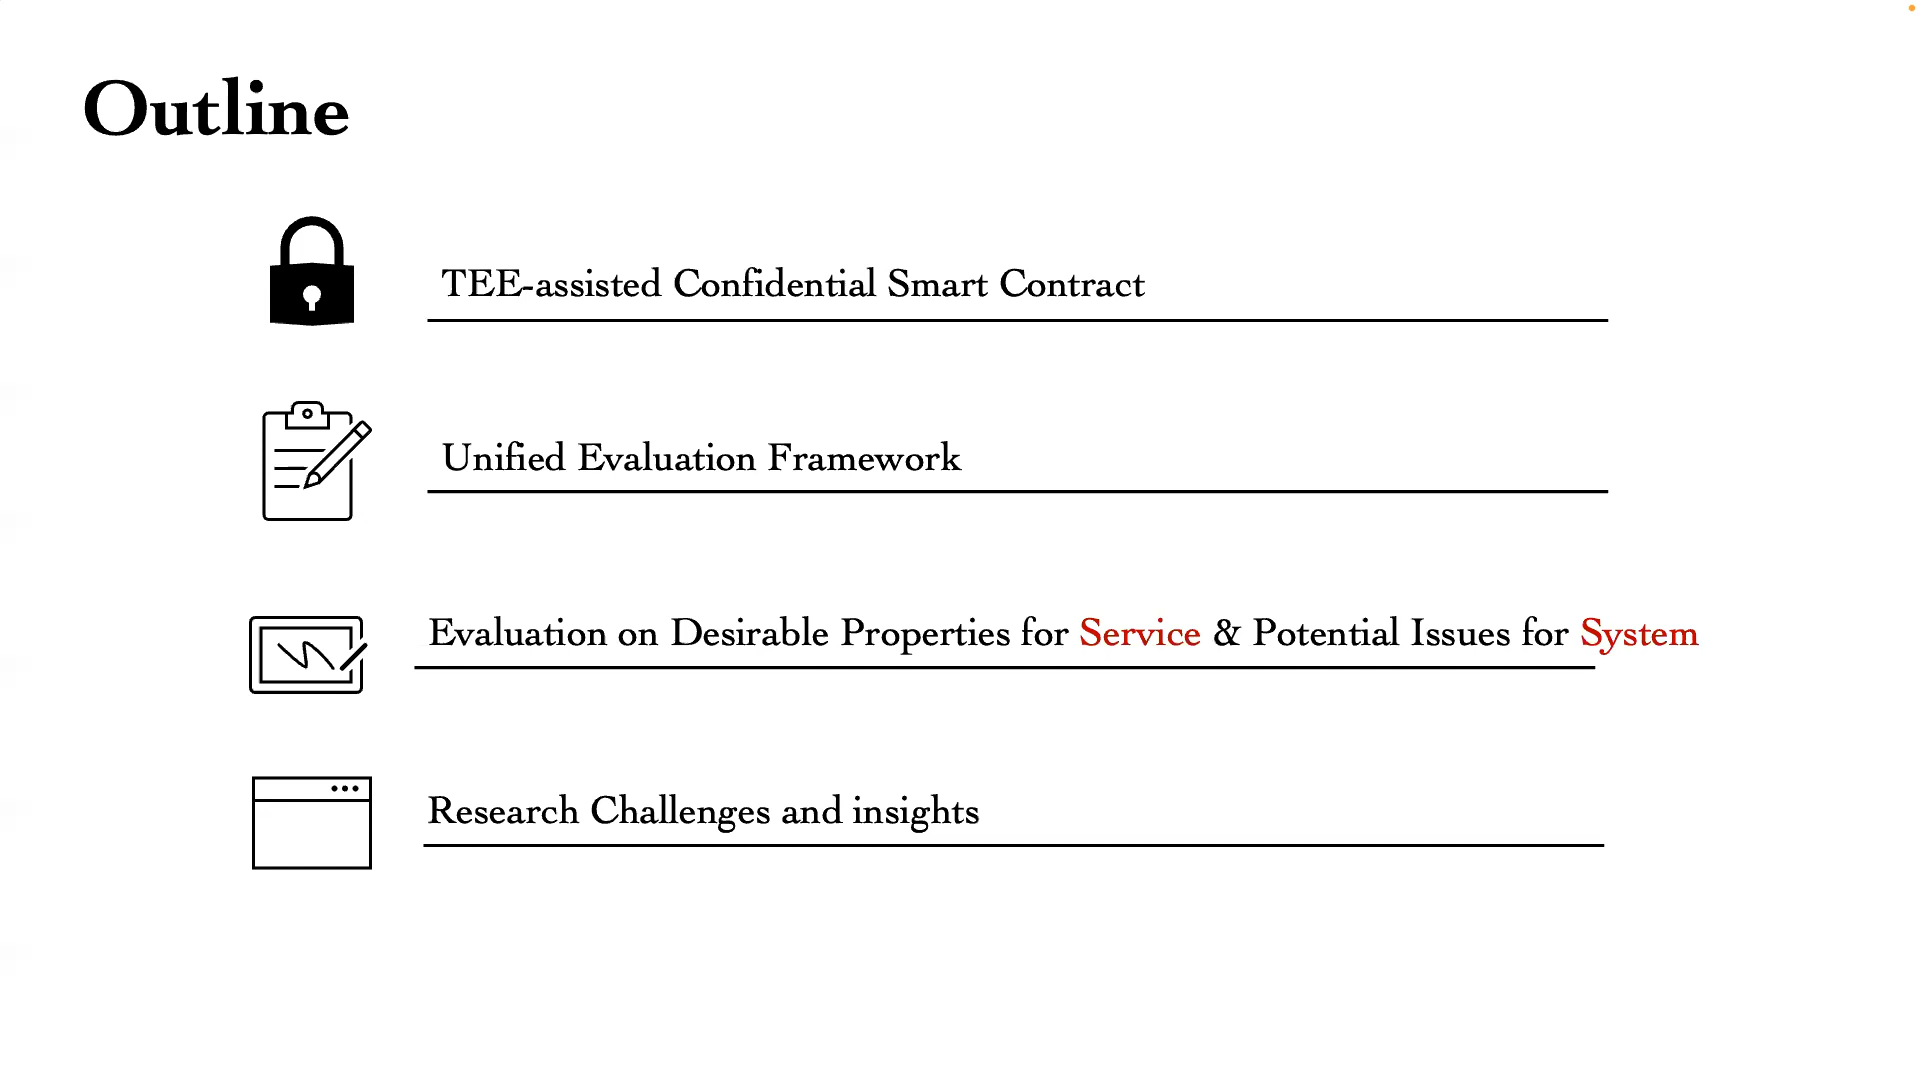 Outline
TEE-assisted Confidential Smart Contract
Unified Evaluation Framework
Evaluation on Desirable Properties for Service & Potential Issues for System
Research Challenges and insights